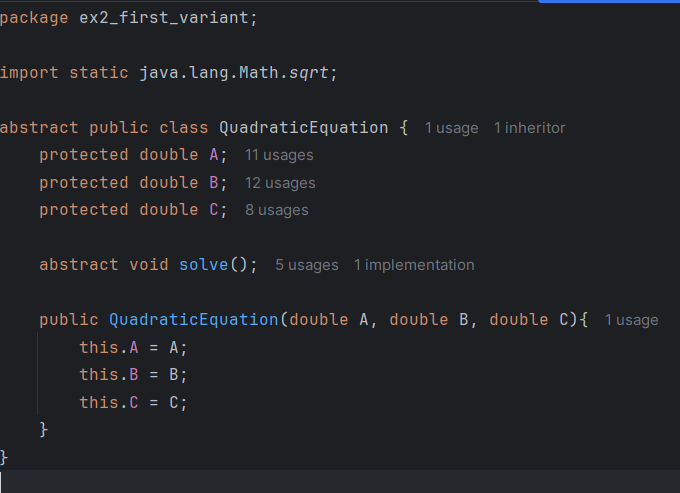 package ex2_first_variant;
import static java.lang.Math.sqrt;
abstract public class QuadraticEquation { 1 usage 1 inheritor
protected double A; 11 usages
protected double B; 12 usages
protected double C; 8 usages
abstract void solve(); 5 usages 1 implementation
public QuadraticEquation(double A, double B, double C){ 1 usage
this.A = A;
this.B = B;
this.C = C;
}
}